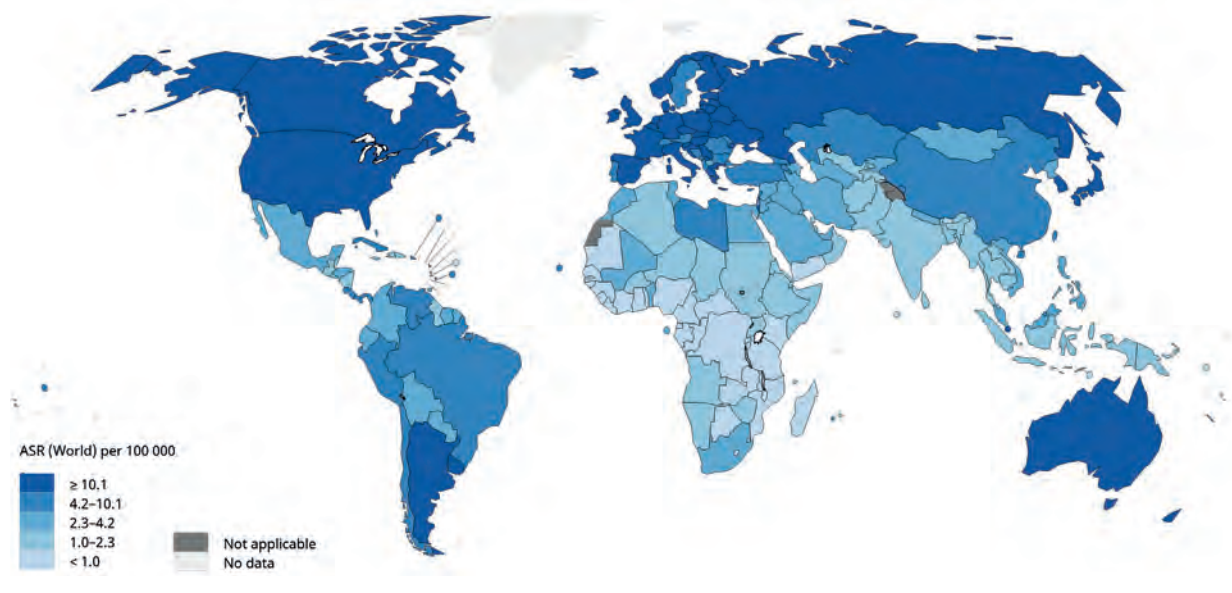 ASR (World) per 100 000
≥ 10.1
4.2–10.1
2.3–4.2
1.0–2.3
< 1.0
Not applicable
No data